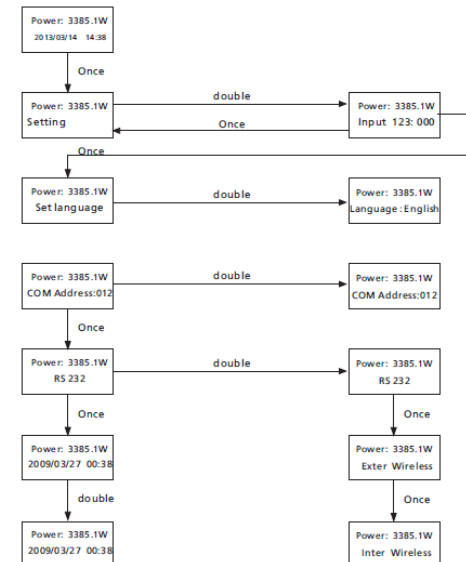 Power: 3385.1W
2013/03/14 14:38
Once
Power: 3385.1W
Setting
double
Once
Power: 3385.1W
Input 123: 000
Once
Power: 3385.1W
Set language
double
Power: 3385.1W
Language: English
Power: 3385.1W
COM Address:012
double
Power: 3385.1W
COM Address:012
Once
Power: 3385.1W
RS 232
double
Power: 3385.1W
RS 232
Once
Once
Power: 3385.1W
2009/03/27 00:38
Power: 3385.1W
Exter Wireless
double
Once
Power: 3385.1W
2009/03/27 00:38
Power: 3385.1W
Inter Wireless